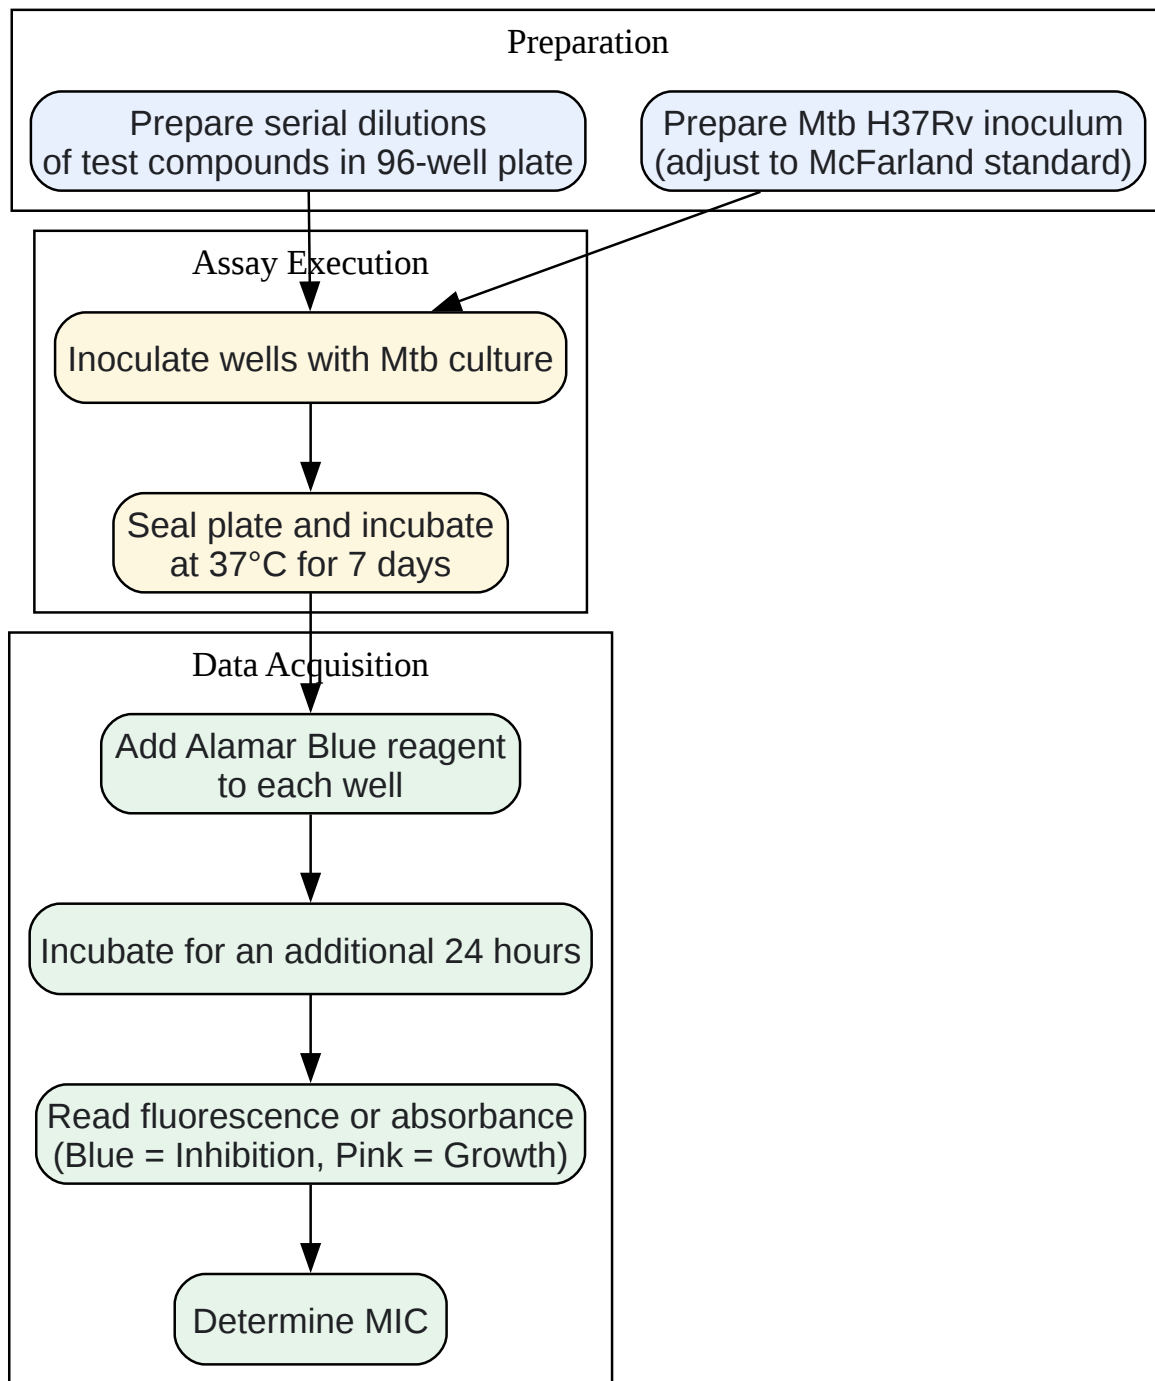 Preparation
Prepare serial dilutions
of test compounds in 96-well plate
Prepare Mtb H37Rv inoculum
(adjust to McFarland standard)
Assay Execution
Inoculate wells with Mtb culture
Seal plate and incubate
at 37°C for 7 days
Data Acquisition
Add Alamar Blue reagent
to each well
Incubate for an additional 24 hours
Read fluorescence or absorbance
(Blue = Inhibition, Pink = Growth)
Determine MIC